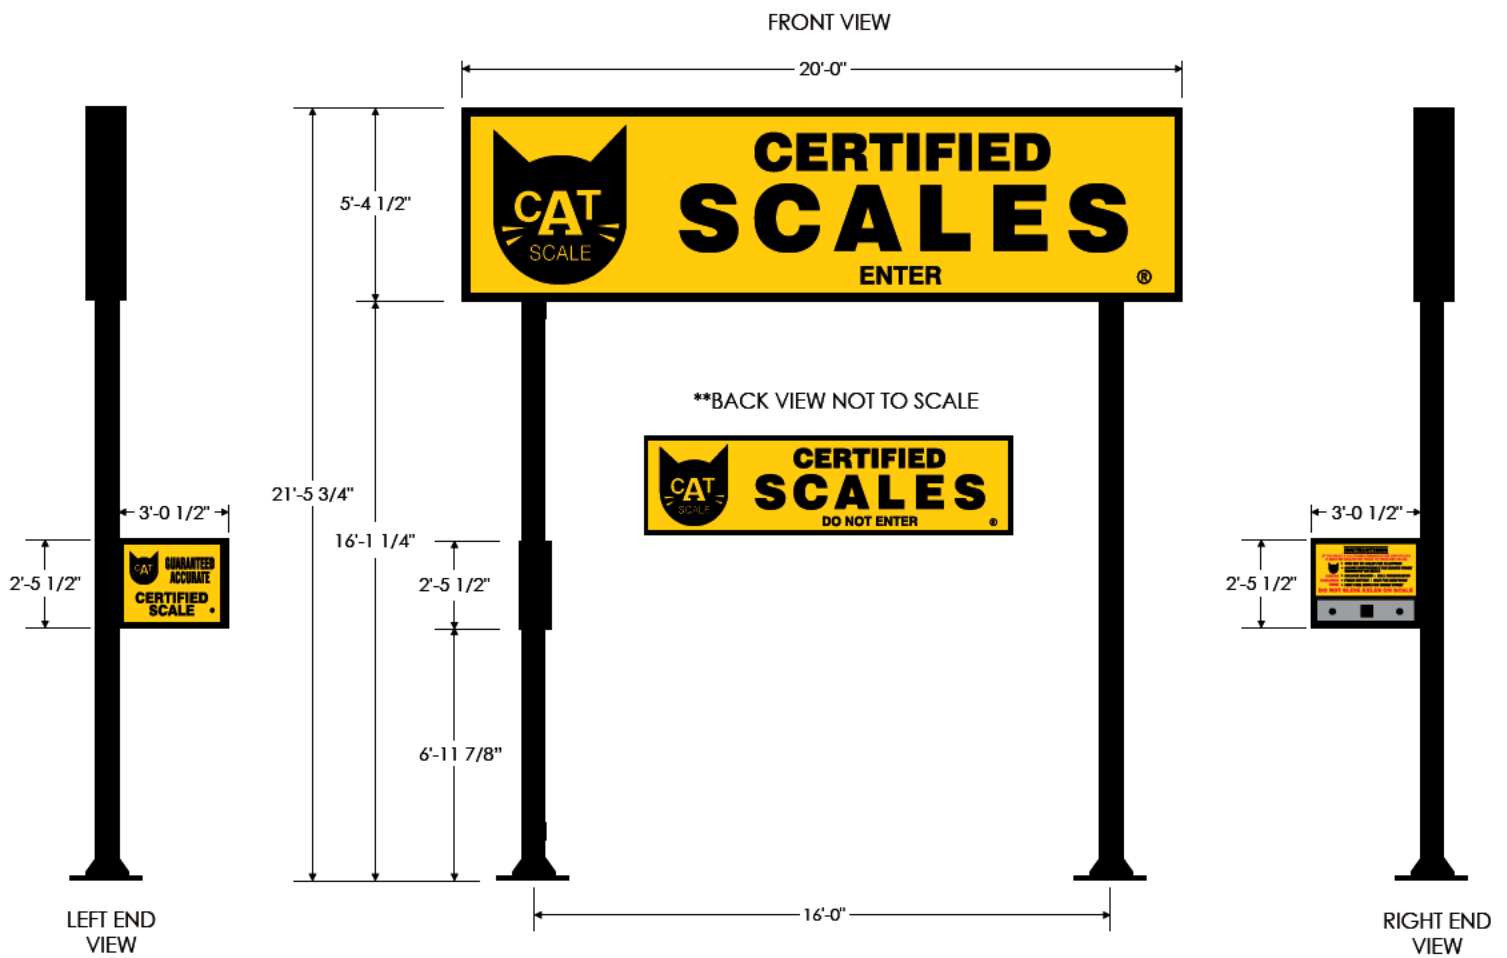 FRONT VIEW
20'-0"
CERTIFIED
SCALES
ENTER
®
CAT
SCALE
5'-4 1/2"
**BACK VIEW NOT TO SCALE
CERTIFIED
SCALES
DO NOT ENTER
®
CAT
SCALE
21'-5 3/4"
16'-1 1/4"
2'-5 1/2"
6'-11 7/8"
16'-0"
3'-0 1/2"
2'-5 1/2"
CAT
GUARANTEED
ACCURATE
CERTIFIED
SCALE
LEFT END
VIEW
3'-0 1/2"
2'-5 1/2"
DO NOT SLIDE AXLES ON SCALE
RIGHT END
VIEW